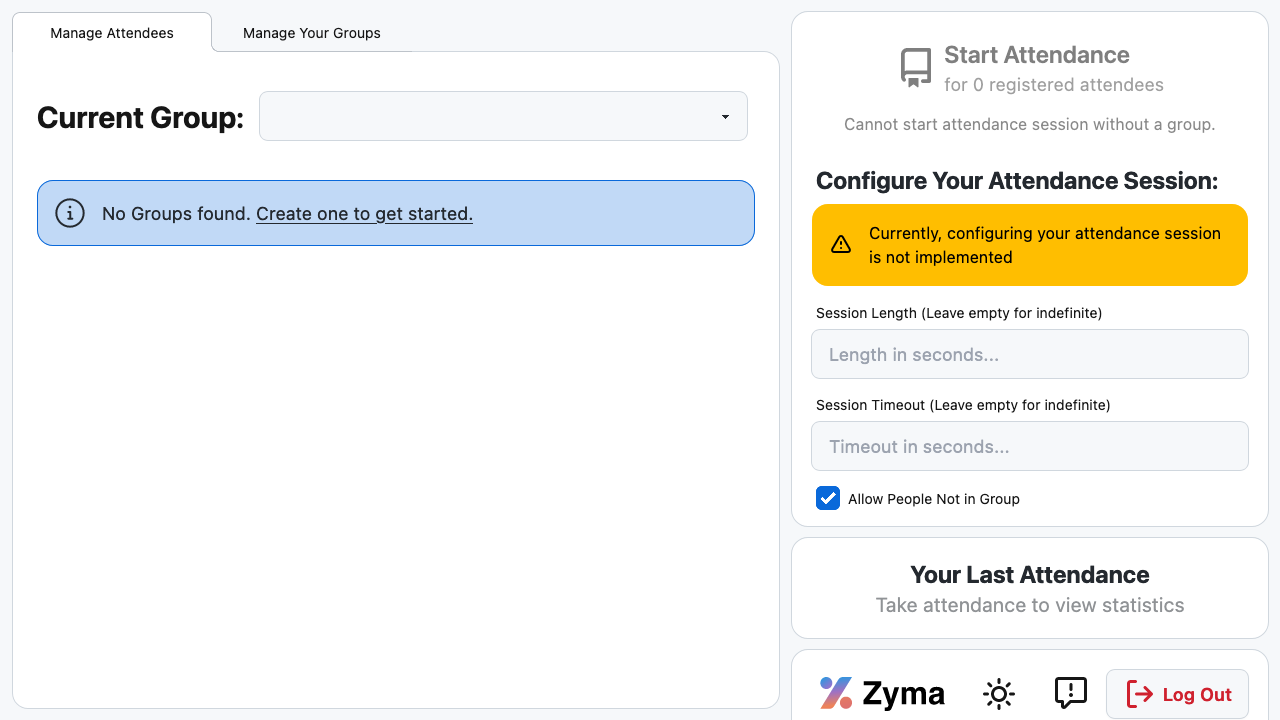 Manage Attendees
Manage Your Groups
Current Group:
No Groups found. Create one to get started.
Start Attendance
for 0 registered attendees
Cannot start attendance session without a group.
Configure Your Attendance Session:
Currently, configuring your attendance session
is not implemented
Session Length (Leave empty for indefinite)
Length in seconds...
Session Timeout (Leave empty for indefinite)
Timeout in seconds...
Allow People Not in Group
Your Last Attendance
Take attendance to view statistics
Zyma
Log Out